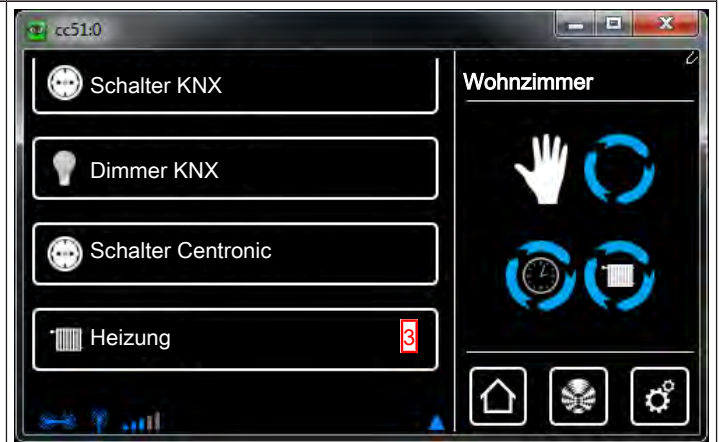 cc51:0
Schalter KNX
Dimmer KNX
Schalter Centronic
Heizung 3
Wohnzimmer